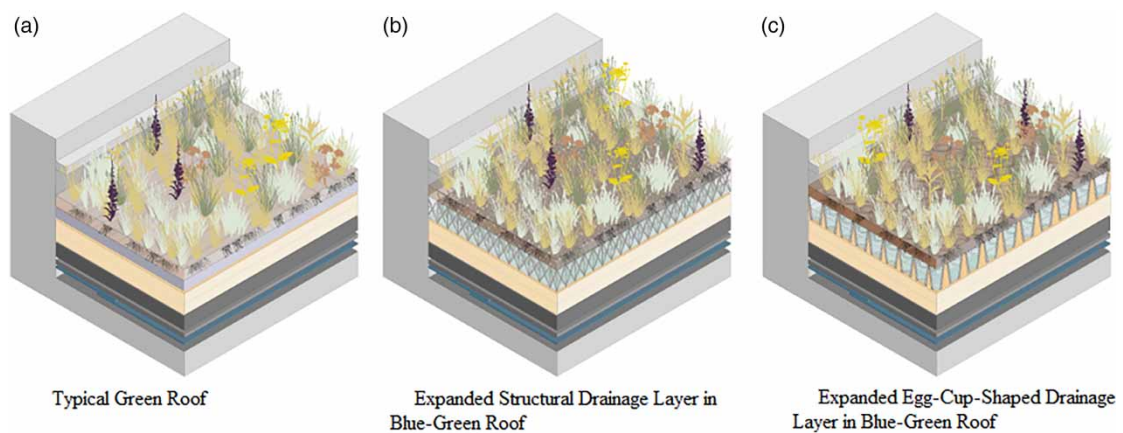 (a)
(b)
(c)
Typical Green Roof
Expanded Structural Drainage Layer in
Blue-Green Roof
Expanded Egg-Cup-Shaped Drainage
Layer in Blue-Green Roof